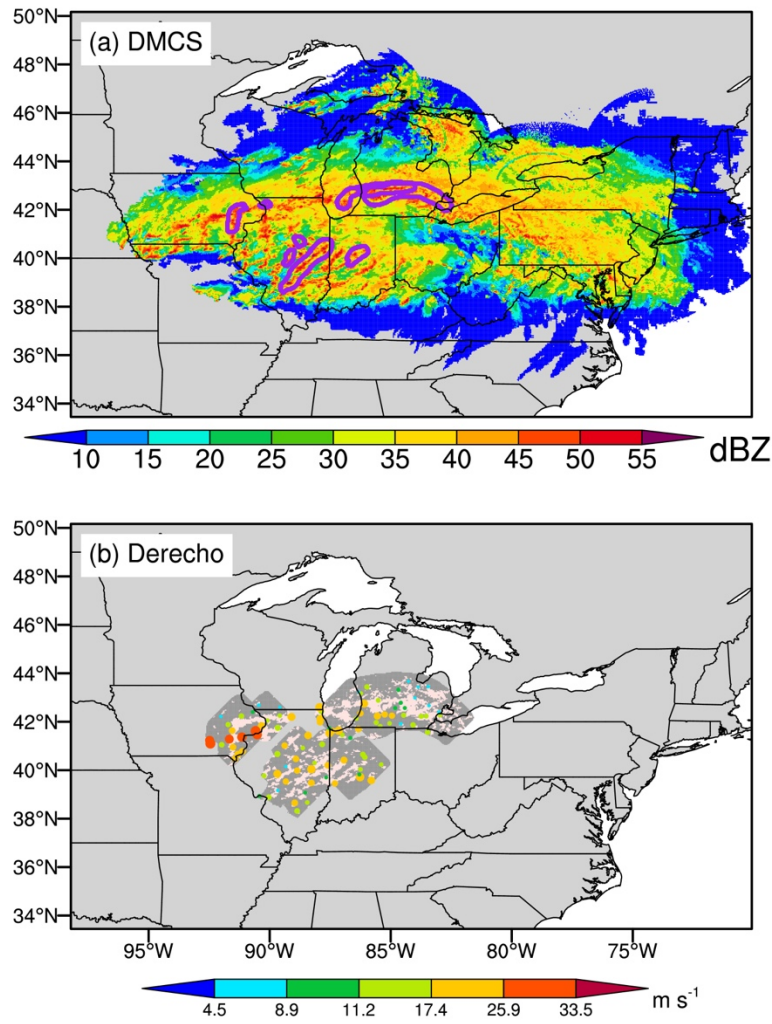 50°N
(a) DMCS
48°N
46°N
44°N
42°N
40°N
38°N
36°N
34°N
10 15 20 25 30 35 40 45 50 55 dBZ
50°N
(b) Derecho
48°N
46°N
44°N
42°N
40°N
38°N
36°N
34°N
95°W 90°W 85°W 80°W 75°W
4.5 8.9 11.2 17.4 25.9 33.5 m s⁻¹